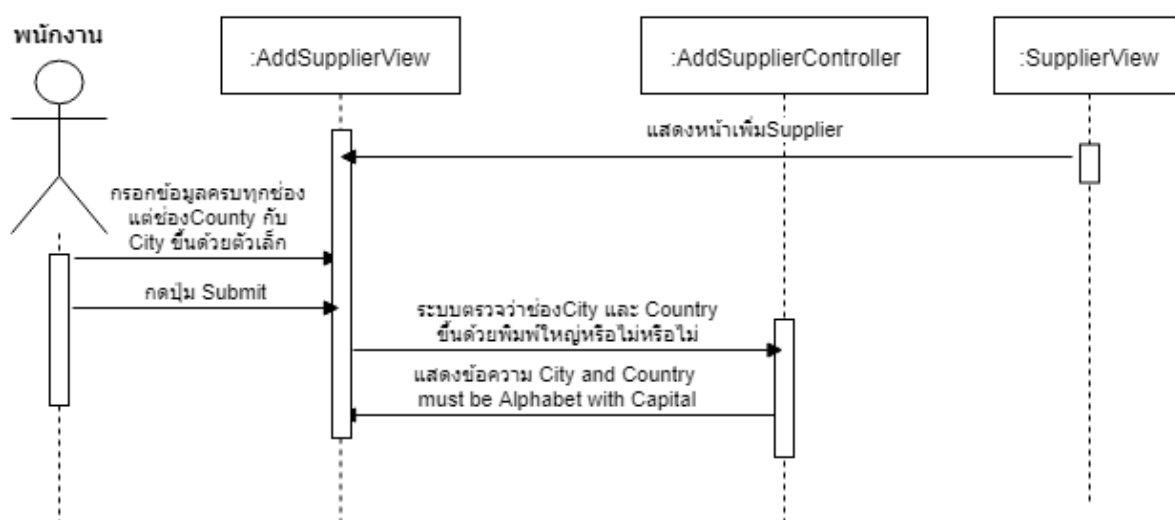 พนักงาน
:AddSupplierView
:AddSupplierController
:SupplierView
แสดงหน้าเพิ่มSupplier
กรอกข้อมูลครบทุกช่อง
แต่ช่องCounty กับ
City ขึ้นด้วยตัวเล็ก
กดปุ่ม Submit
ระบบตรวจว่าช่องCity และ Country
ขึ้นด้วยพิมพ์ใหญ่หรือไม่หรือไม่
แสดงข้อความ City and Country
must be Alphabet with Capital